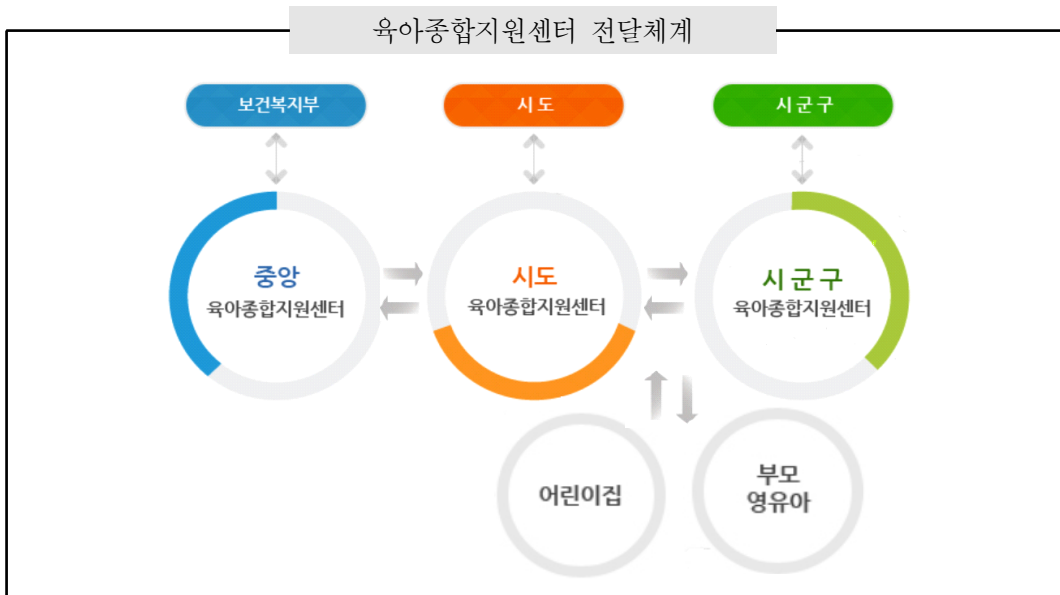 육아종합지원센터 전달체계
보건복지부
시 도
시 군 구
중앙
육아종합지원센터
시도
육아종합지원센터
시 군 구
육아종합지원센터
어린이집
부모
영유아